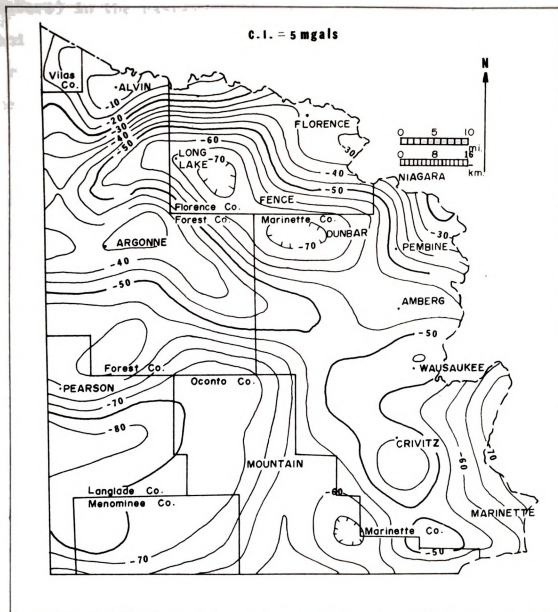 in the
C.I. = 5 mgals
N
Vilas
Co.
ALVIN
-10
-20
-30
-40
-50
FLORENCE
-30
0 5 10
mi.
0 8 16
km.
NIAGARA
-60
LONG
LAKE
-70
-40
-50
FENCE
Florence Co.
Forest Co.
Marinette Co.
DUNBAR
-70
-30
PEMBINE
ARGONNE
-40
-50
AMBERG
-50
WAUSAUKEE
Forest Co.
Oconto Co.
PEARSON
-70
-80
CRIVITZ
-60
-70
MOUNTAIN
MARINETTE
Langlade Co.
Menominee Co.
-60
Marinette Co.
-50
-70